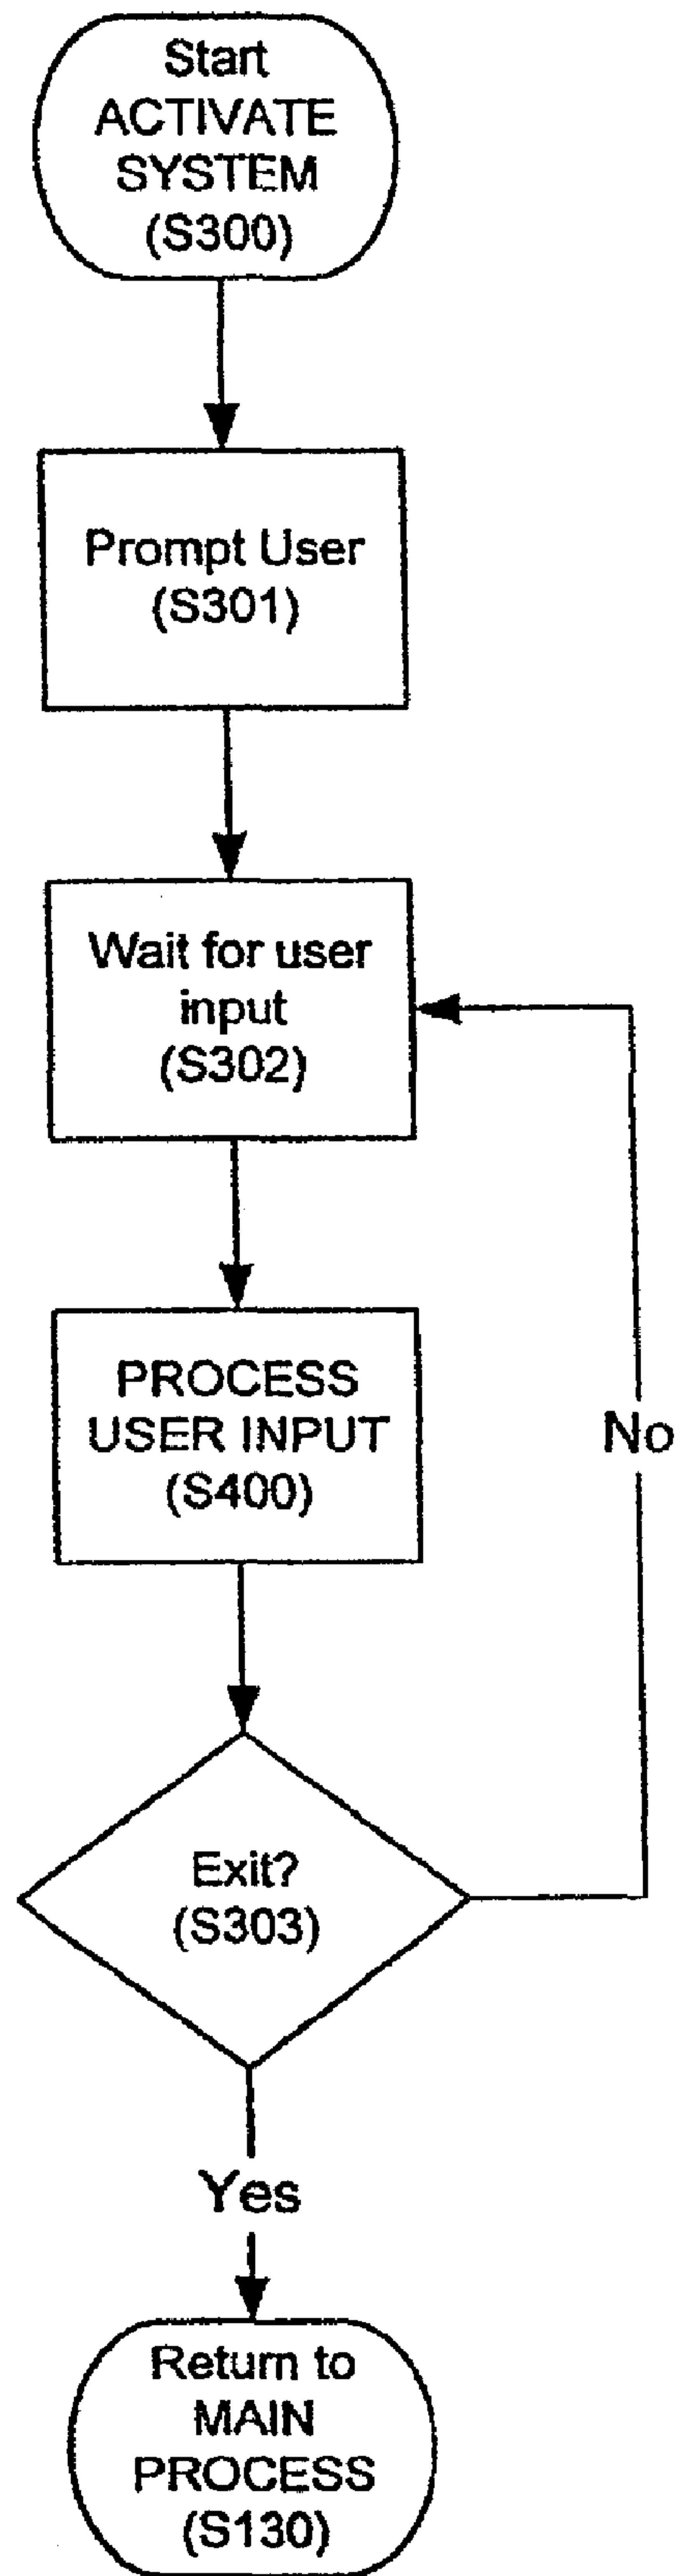 Start
ACTIVATE
SYSTEM
(S300)
Prompt User
(S301)
Wait for user
input
(S302)
PROCESS
USER INPUT
(S400)
No
Exit?
(S303)
Yes
Return to
MAIN
PROCESS
(S130)